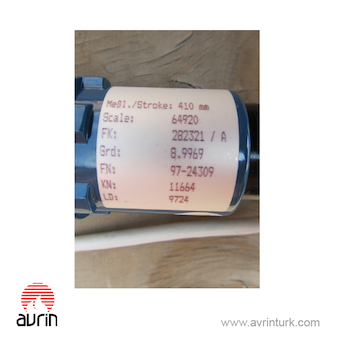 Meßl./Stroke: 410 mm
Scale: 64920
FK: 282321 / A
Grd: 8.9969
FN: 97-24309
KN: 11664
LD: 9724
avrin
www.avrinturk.com